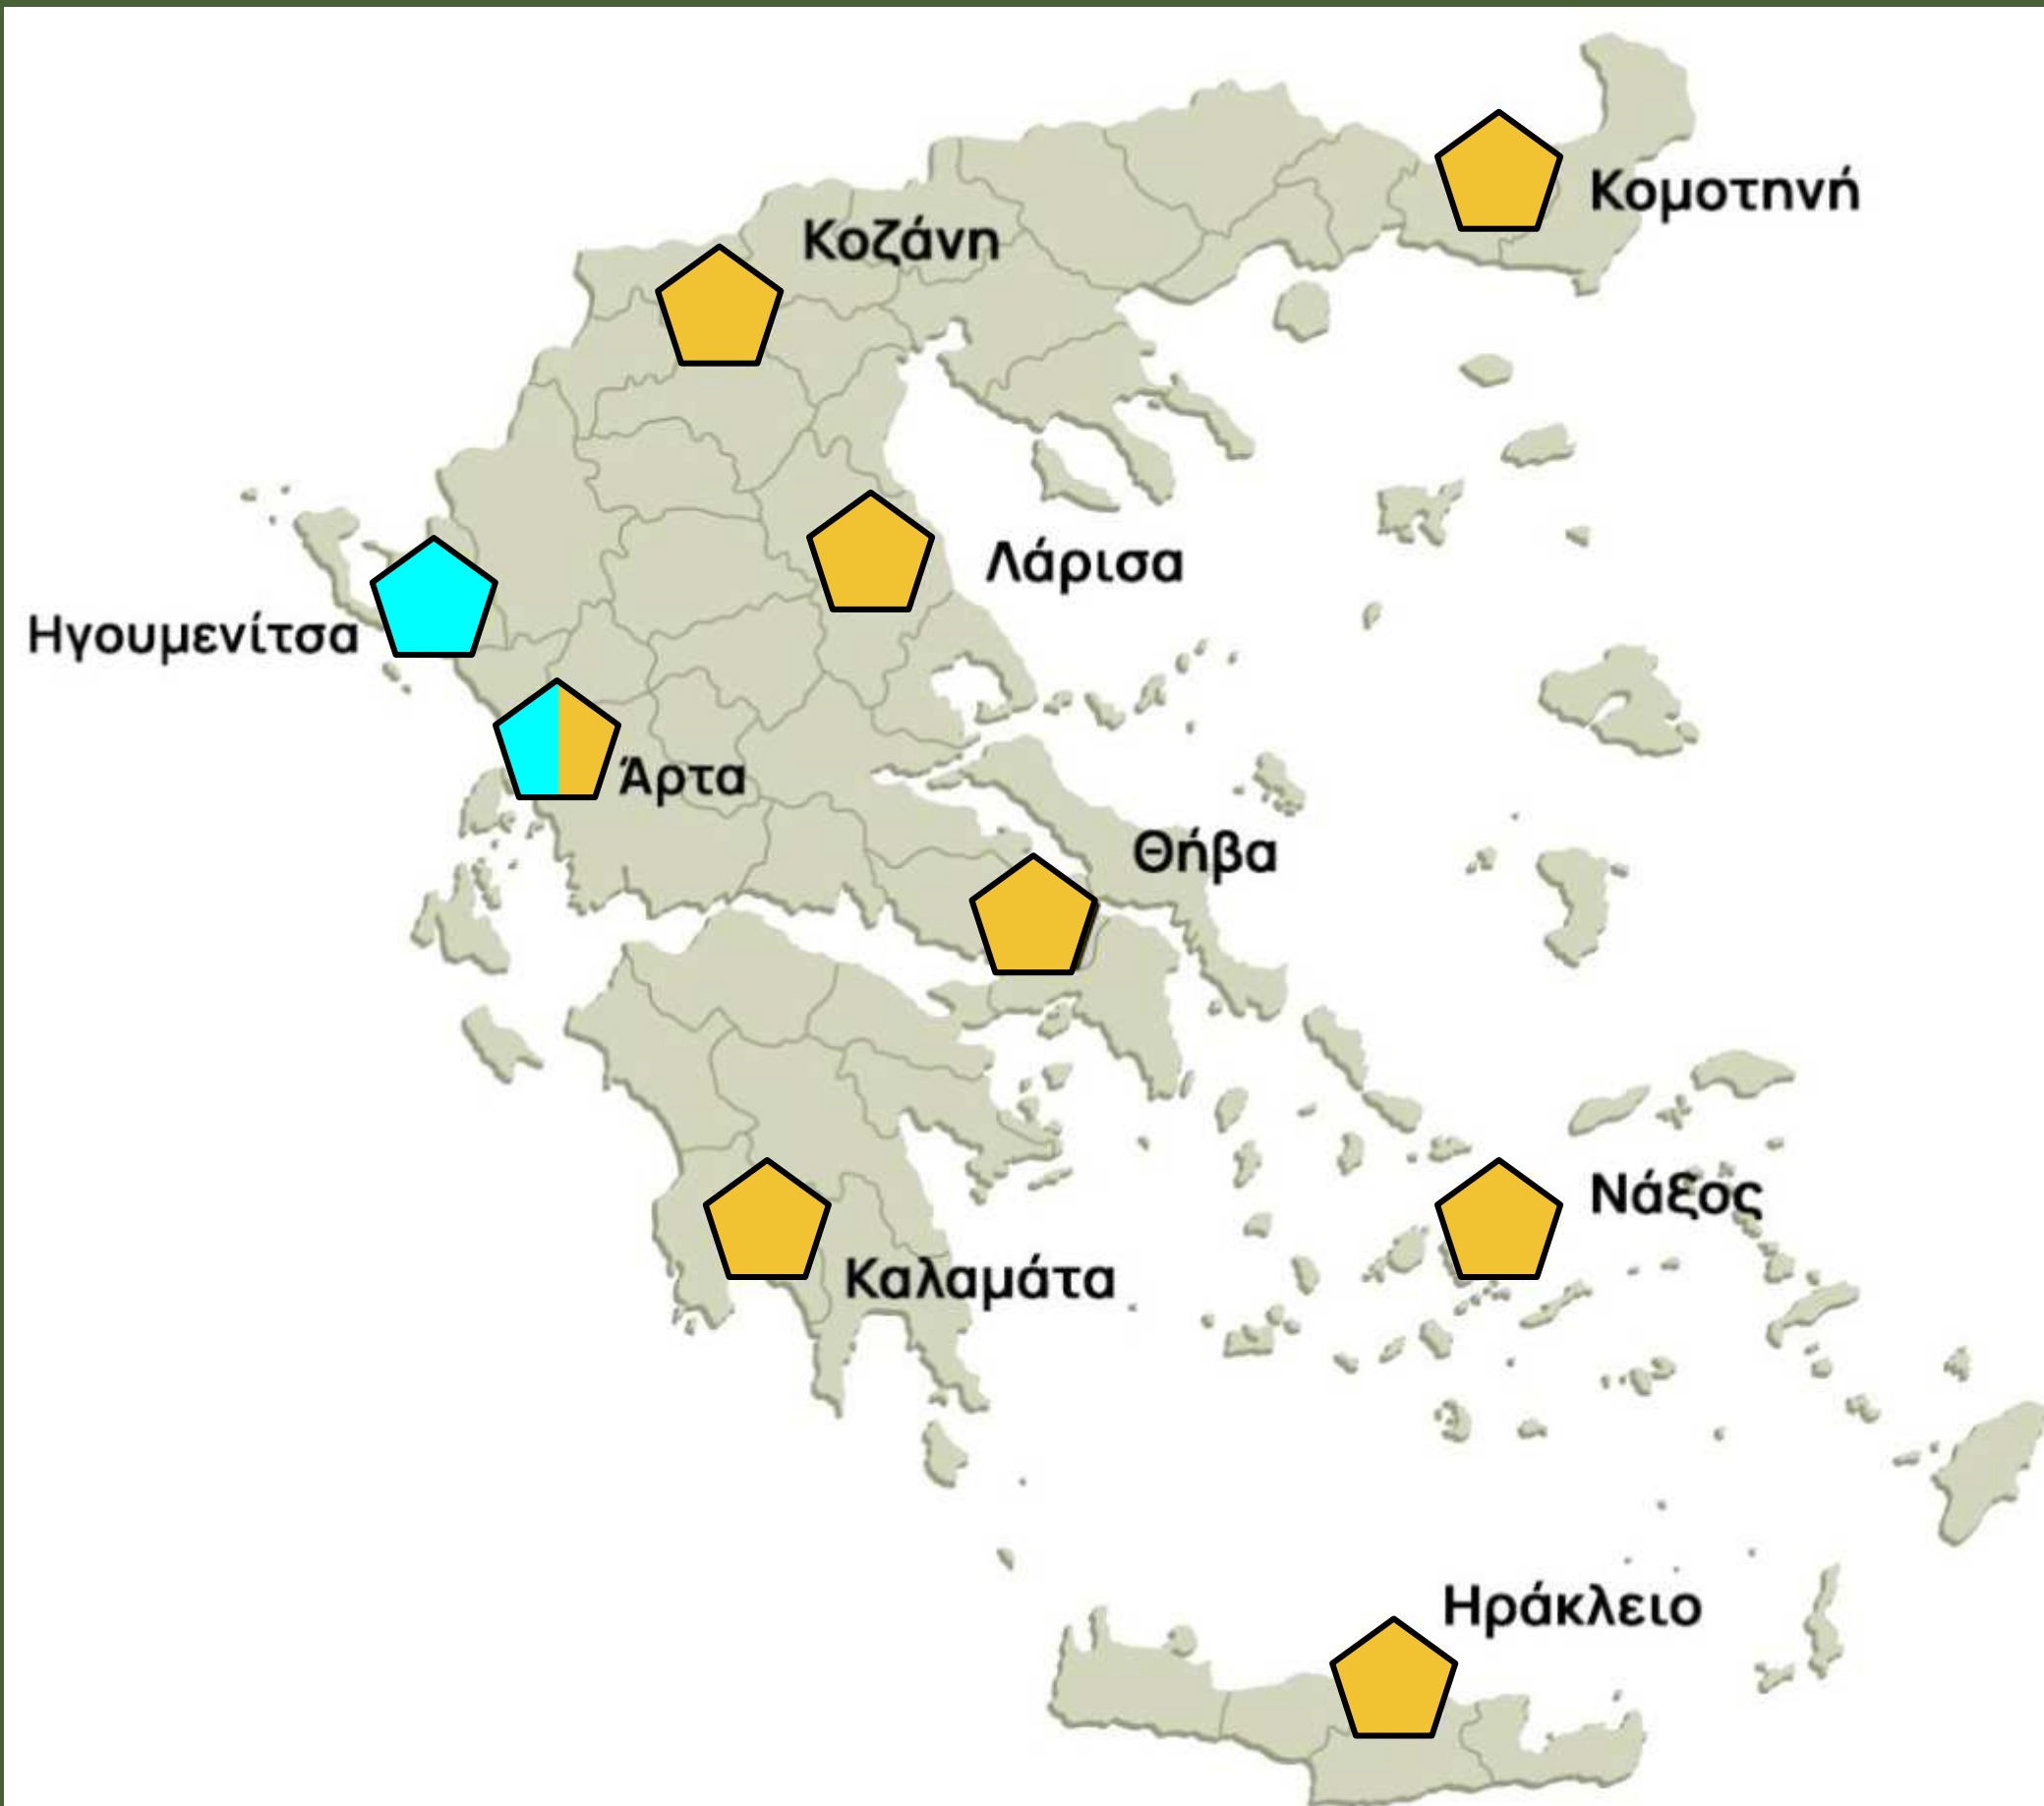 Κομοτηνή
Κοζάνη
Λάρισα
Ηγουμενίτσα
Άρτα
Θήβα
Νάξος
Καλαμάτα
Ηράκλειο